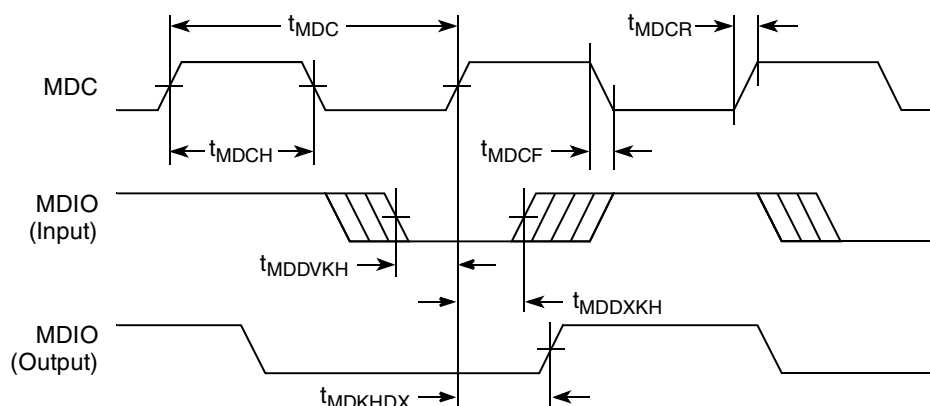 tMDC
tMDCR
MDC
tMDCH
tMDCF
MDIO
(Input)
tMDDVKH
tMDDXKH
MDIO
(Output)
tMDKHDX